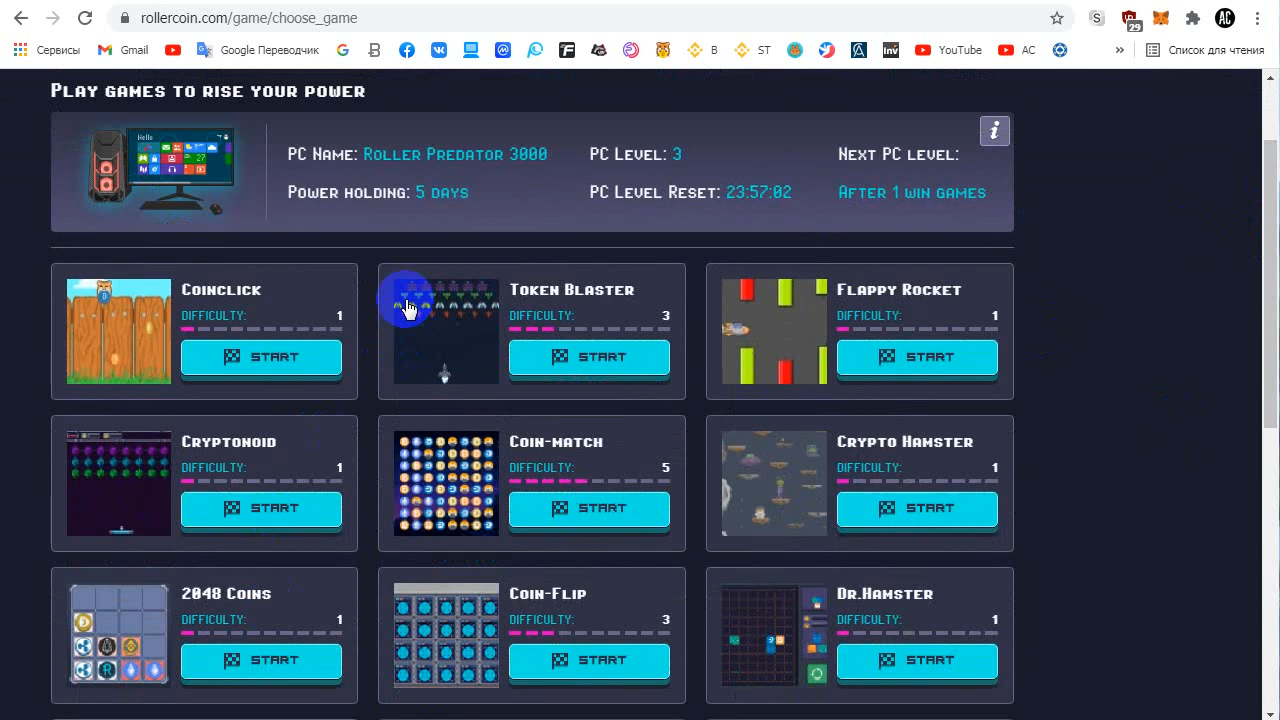 rollercoin.com/game/choose_game
S
29
AC
Сервисы
Gmail
Google Переводчик
B
ST
Inv
YouTube
AC
»
Список для чтения
Play games to rise your power
PC Name: Roller Predator 3000
PC Level: 3
Next PC level:
Power holding: 5 days
PC Level Reset: 23:57:02
After 1 win games
i
Hello
Coinclick
Difficulty: 1
START
Token Blaster
Difficulty: 3
START
Flappy Rocket
Difficulty: 1
START
Cryptonoid
Difficulty: 1
START
Coin-match
Difficulty: 5
START
Crypto Hamster
Difficulty: 1
START
2048 Coins
Difficulty: 1
START
Coin-Flip
Difficulty: 3
START
Dr.Hamster
Difficulty: 1
START